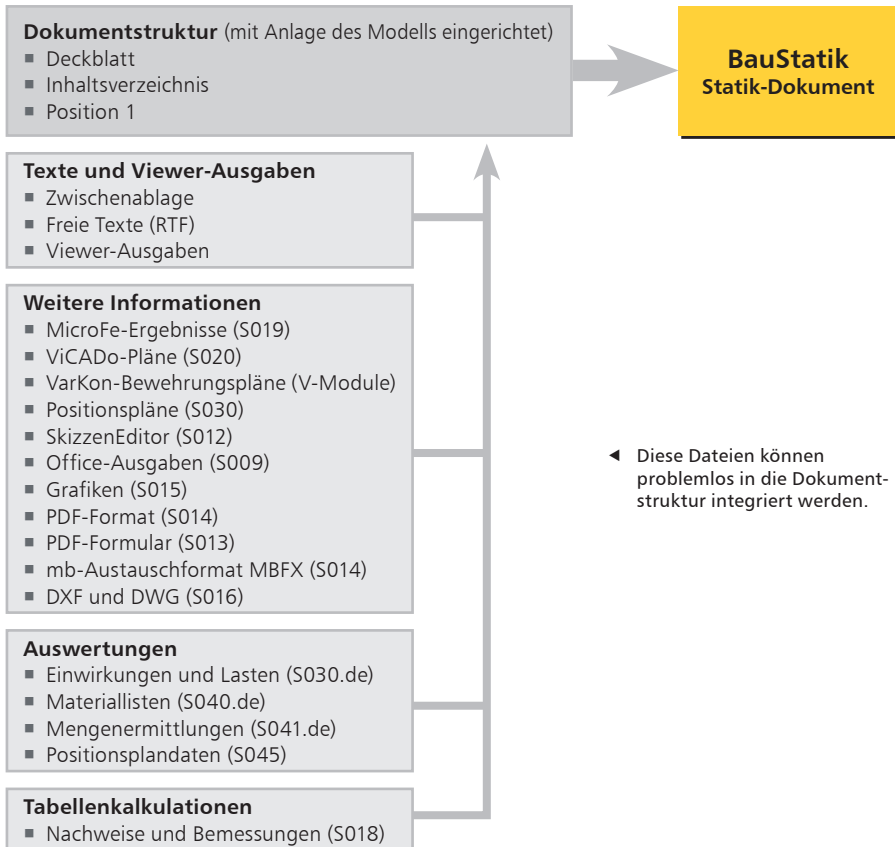 Dokumentstruktur (mit Anlage des Modells eingerichtet)
■ Deckblatt
■ Inhaltsverzeichnis
■ Position 1
BauStatik
Statik-Dokument
Texte und Viewer-Ausgaben
■ Zwischenablage
■ Freie Texte (RTF)
■ Viewer-Ausgaben
Weitere Informationen
■ MicroFe-Ergebnisse (S019)
■ ViCADo-Pläne (S020)
■ VarKon-Bewehrungspläne (V-Module)
■ Positionspläne (S030)
■ SkizzenEditor (S012)
■ Office-Ausgaben (S009)
■ Grafiken (S015)
■ PDF-Format (S014)
■ PDF-Formular (S013)
■ mb-Austauschformat MBFX (S014)
■ DXF und DWG (S016)
◄ Diese Dateien können
problemlos in die Dokument-
struktur integriert werden.
Auswertungen
■ Einwirkungen und Lasten (S030.de)
■ Materiallisten (S040.de)
■ Mengenermittlungen (S041.de)
■ Positionsplandaten (S045)
Tabellenkalkulationen
■ Nachweise und Bemessungen (S018)